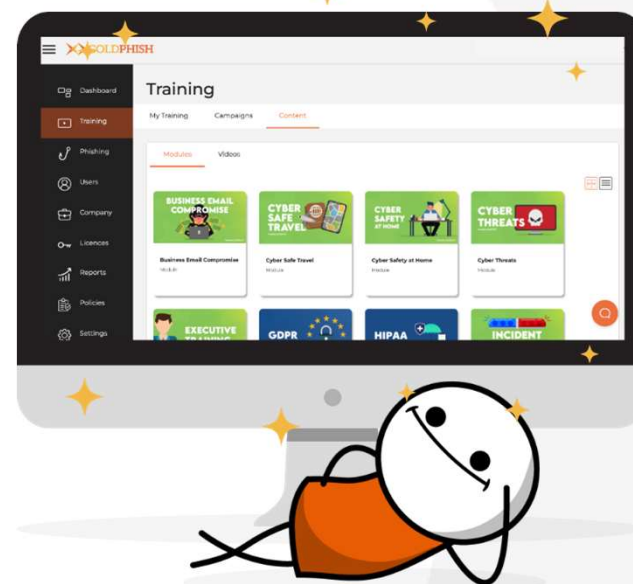 GOLDPHISH
Dashboard
Training
Phishing
Users
Company
Licences
Reports
Policies
Settings
Training
My Training Campaigns Content
Modules Videos
BUSINESS EMAIL
COMPROMISE
Business Email Compromise
Module
CYBER
SAFE
TRAVEL
Cyber Safe Travel
Module
CYBER
SAFETY
AT HOME
Cyber Safety at Home
Module
CYBER
THREATS
Cyber Threats
Module
EXECUTIVE
TRAINING
GDPR
HIPAA
INCIDENT